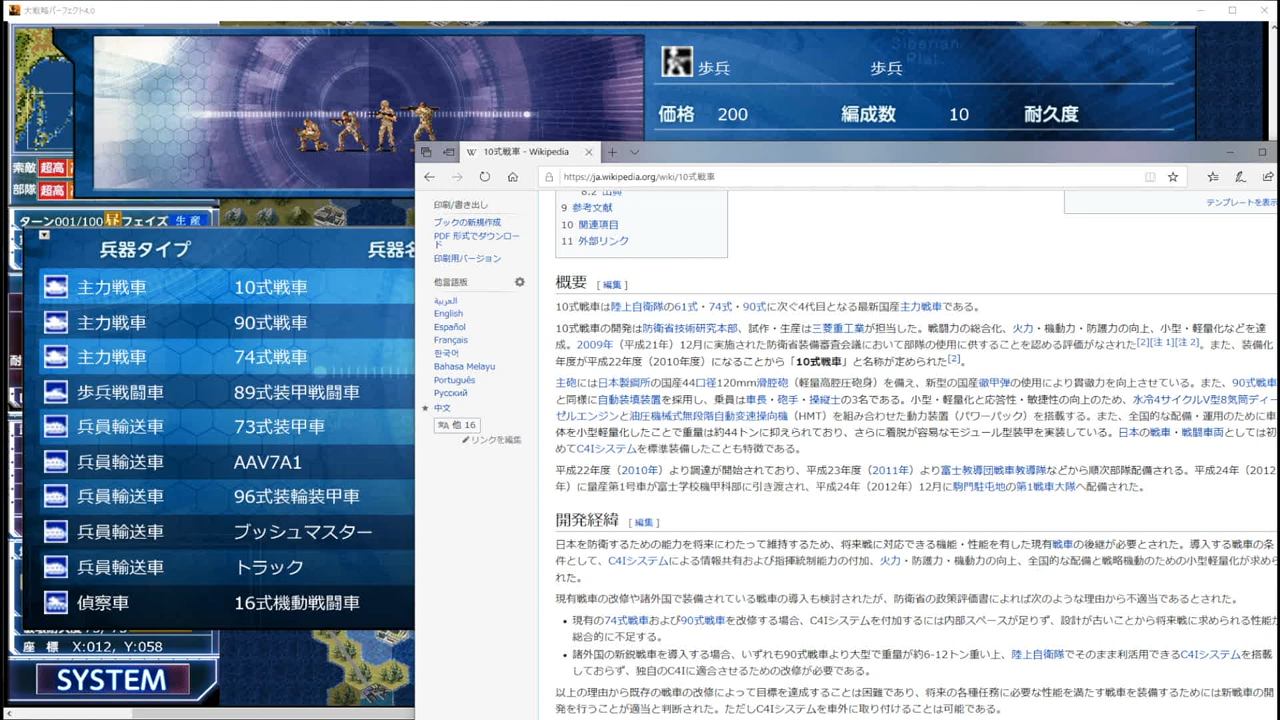 大戦略パーフェクト4.0
Central
Siberian
Plat.
歩兵
歩兵
価格 200 編成数 10 耐久度
索敵 超高
部隊 超高
ターン001/100 昼 フェイズ 生産
兵器タイプ 兵器名
主力戦車 10式戦車
主力戦車 90式戦車
主力戦車 74式戦車
歩兵戦闘車 89式装甲戦闘車
兵員輸送車 73式装甲車
兵員輸送車 AAV7A1
兵員輸送車 96式装輪装甲車
兵員輸送車 ブッシュマスター
兵員輸送車 トラック
偵察車 16式機動戦闘車
座 標 X:012, Y:058
SYSTEM
W 10式戦車 - Wikipedia
https://ja.wikipedia.org/wiki/10式戦車
印刷/書き出し
ブックの新規作成
PDF 形式でダウンロー
ド
印刷用バージョン
他言語版
العربية
English
Español
Français
한국어
Bahasa Melayu
Português
Русский
中文
他 16
リンクを編集
8.2 出典
9 参考文献
10 関連項目
11 外部リンク
テンプレートを表示
概要 [ 編集 ]
10式戦車は陸上自衛隊の61式・74式・90式に次ぐ4代目となる最新国産主力戦車である。
10式戦車の開発は防衛省技術研究本部、試作・生産は三菱重工業が担当した。戦闘力の総合化、火力・機動力・防護力の向上、小型・軽量化などを達
成。2009年（平成21年）12月に実施された防衛省装備審査会議において部隊の使用に供することを認める評価がなされた[2][注 1][注 2]。また、装備化
年度が平成22年度（2010年度）になることから「10式戦車」と名称が定められた[2]。
主砲には日本製鋼所の国産44口径120mm滑腔砲（軽量高腔圧砲身）を備え、新型の国産徹甲弾の使用により貫徹力を向上させている。また、90式戦車
と同様に自動装填装置を採用し、乗員は車長・砲手・操縦士の3名である。小型・軽量化と応答性・敏捷性の向上のため、水冷4サイクルV型8気筒ディー
ゼルエンジンと油圧機械式無段階自動変速操向機（HMT）を組み合わせた動力装置（パワーパック）を搭載する。また、全国的な配備・運用のために車
体を小型軽量化したことで重量は約44トンに抑えられており、さらに着脱が容易なモジュール型装甲を実装している。日本の戦車・戦闘車両としては初
めてC4Iシステムを標準装備したことも特徴である。
平成22年度（2010年）より調達が開始されており、平成23年度（2011年）より富士教導団戦車教導隊などから順次部隊配備される。平成24年（2012
年）に量産第1号車が富士学校機甲科部に引き渡され、平成24年（2012年）12月に駒門駐屯地の第1戦車大隊へ配備された。
開発経緯 [ 編集 ]
日本を防衛するための能力を将来にわたって維持するため、将来戦に対応できる機能・性能を有した現有戦車の後継が必要とされた。導入する戦車の条
件として、C4Iシステムによる情報共有および指揮統制能力の付加、火力・防護力・機動力の向上、全国的な配備と戦略機動のための小型軽量化が求めら
れた。
現有戦車の改修や諸外国で装備されている戦車の導入も検討されたが、防衛省の政策評価書によれば次のような理由から不適当であるとされた。
• 現有の74式戦車および90式戦車を改修する場合、C4Iシステムを付加するには内部スペースが足りず、設計が古いことから将来戦に求められる性能が
総合的に不足する。
• 諸外国の新鋭戦車を導入する場合、いずれも90式戦車より大型で重量が約6-12トン重い上、陸上自衛隊でそのまま利活用できるC4Iシステムを搭載
しておらず、独自のC4Iに適合させるための改修が必要である。
以上の理由から既存の戦車の改修によって目標を達成することは困難であり、将来の各種任務に必要な性能を満たす戦車を装備するためには新戦車の開
発を行うことが適当と判断された。ただしC4Iシステムを車外に取り付けることは可能である。